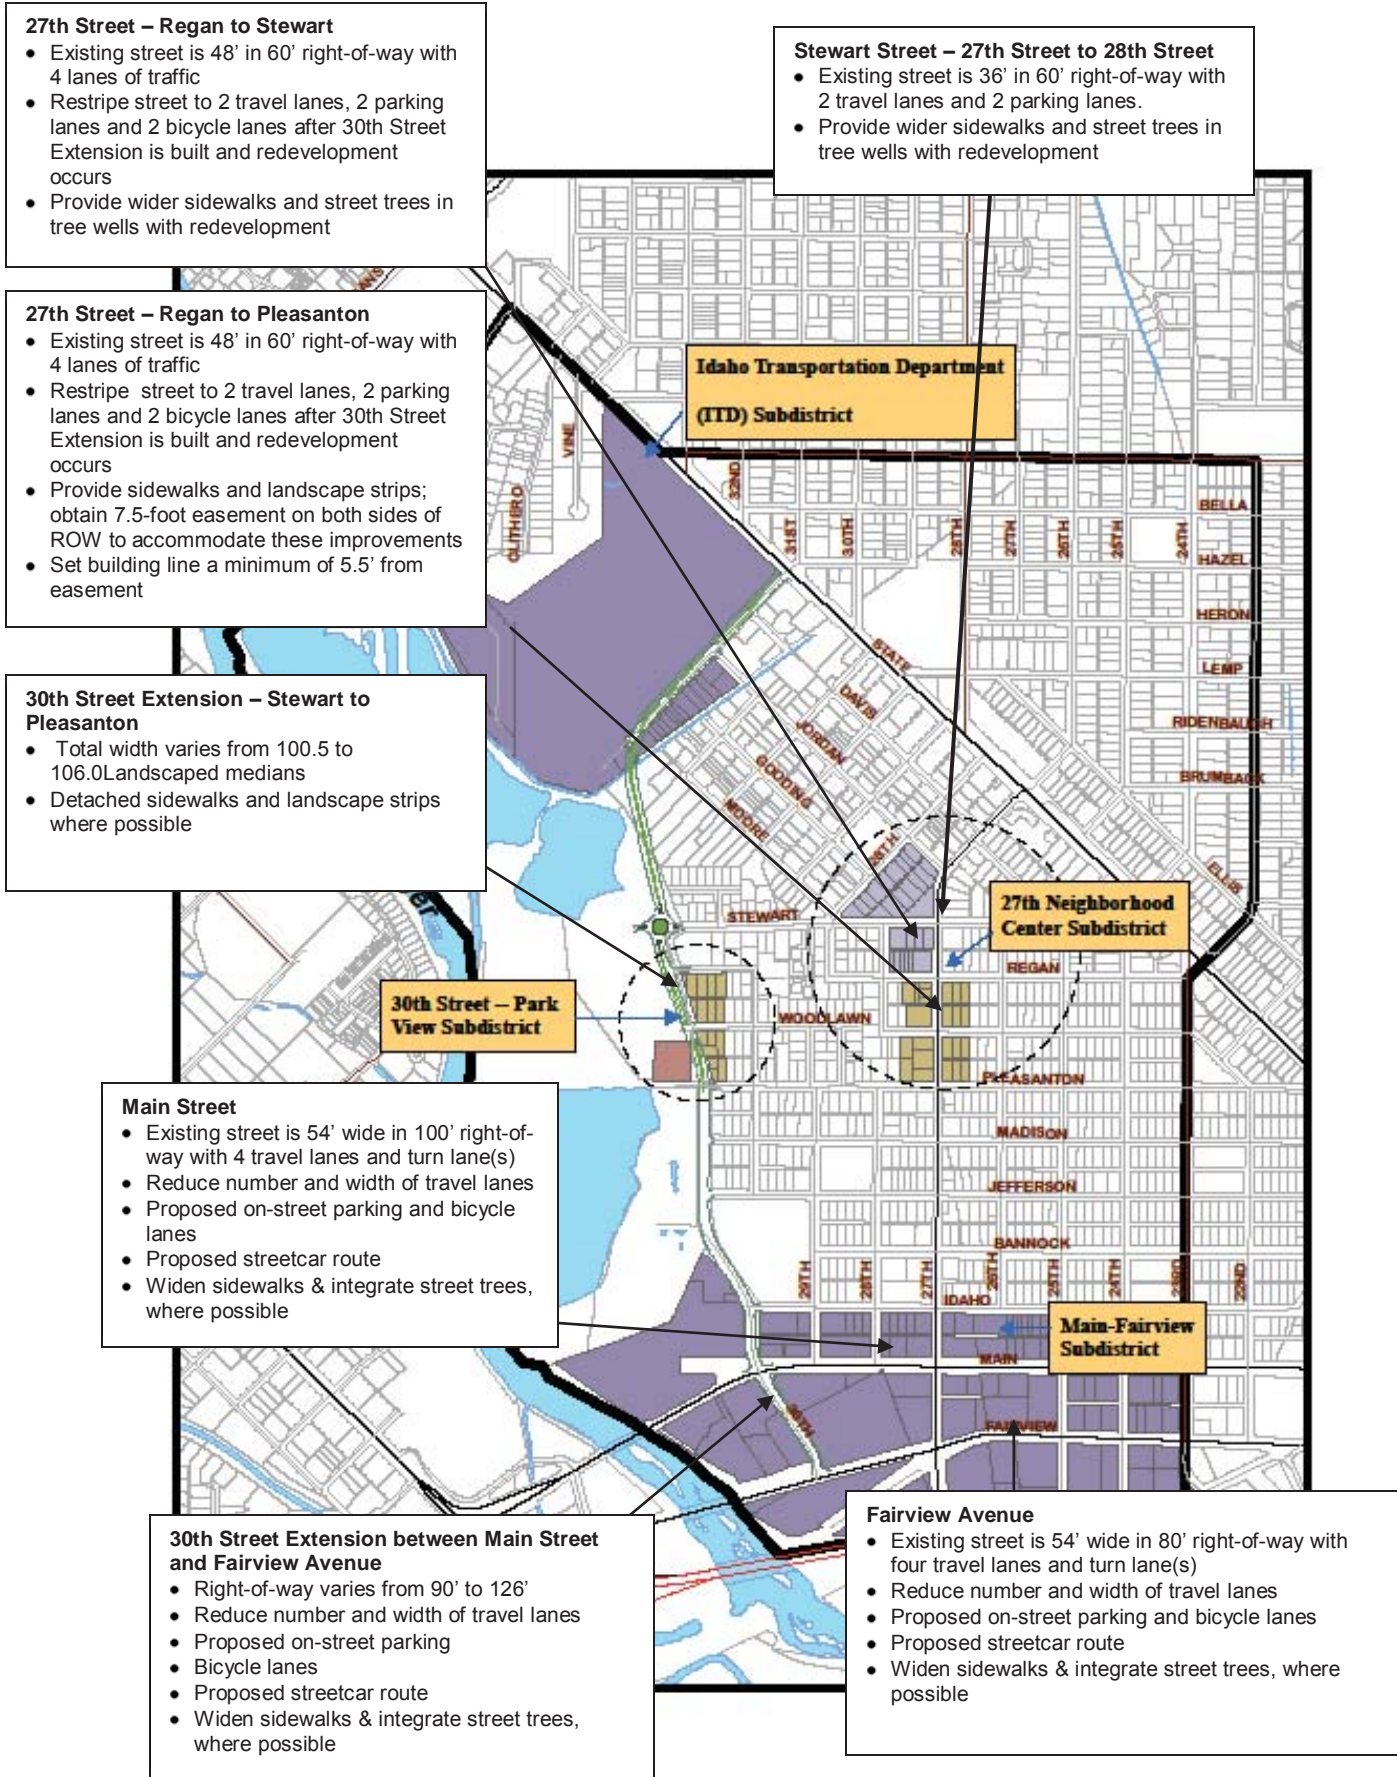 27th Street – Regan to Stewart
• Existing street is 48’ in 60’ right-of-way with
4 lanes of traffic
• Restripe street to 2 travel lanes, 2 parking
lanes and 2 bicycle lanes after 30th Street
Extension is built and redevelopment
occurs
• Provide wider sidewalks and street trees in
tree wells with redevelopment
Stewart Street – 27th Street to 28th Street
• Existing street is 36’ in 60’ right-of-way with
2 travel lanes and 2 parking lanes.
• Provide wider sidewalks and street trees in
tree wells with redevelopment
27th Street – Regan to Pleasanton
• Existing street is 48’ in 60’ right-of-way with
4 lanes of traffic
• Restripe street to 2 travel lanes, 2 parking
lanes and 2 bicycle lanes after 30th Street
Extension is built and redevelopment
occurs
• Provide sidewalks and landscape strips;
obtain 7.5-foot easement on both sides of
ROW to accommodate these improvements
• Set building line a minimum of 5.5’ from
easement
Idaho Transportation Department
(ITD) Subdistrict
VINE
CLITHERO
32ND
31ST
30TH
28TH
27TH
26TH
25TH
24TH
BELLA
HAZEL
HERON
LEMP
RIDENBAUGH
BRUMBACK
ELLIS
STATE
DAVIS
JORDAN
GOODING
MOORE
28TH
30th Street Extension – Stewart to
Pleasanton
• Total width varies from 100.5 to
106.0Landscaped medians
• Detached sidewalks and landscape strips
where possible
STEWART
27th Neighborhood
Center Subdistrict
REGAN
30th Street – Park
View Subdistrict
WOODLAWN
PLEASANTON
MADISON
JEFFERSON
BANNOCK
29TH
28TH
27TH
26TH
25TH
24TH
23RD
22ND
IDAHO
Main Street
• Existing street is 54’ wide in 100’ right-of-
way with 4 travel lanes and turn lane(s)
• Reduce number and width of travel lanes
• Proposed on-street parking and bicycle
lanes
• Proposed streetcar route
• Widen sidewalks & integrate street trees,
where possible
Main-Fairview
Subdistrict
MAIN
30TH
FAIRVIEW
30th Street Extension between Main Street
and Fairview Avenue
• Right-of-way varies from 90’ to 126’
• Reduce number and width of travel lanes
• Proposed on-street parking
• Bicycle lanes
• Proposed streetcar route
• Widen sidewalks & integrate street trees,
where possible
Fairview Avenue
• Existing street is 54’ wide in 80’ right-of-way with
four travel lanes and turn lane(s)
• Reduce number and width of travel lanes
• Proposed on-street parking and bicycle lanes
• Proposed streetcar route
• Widen sidewalks & integrate street trees, where
possible